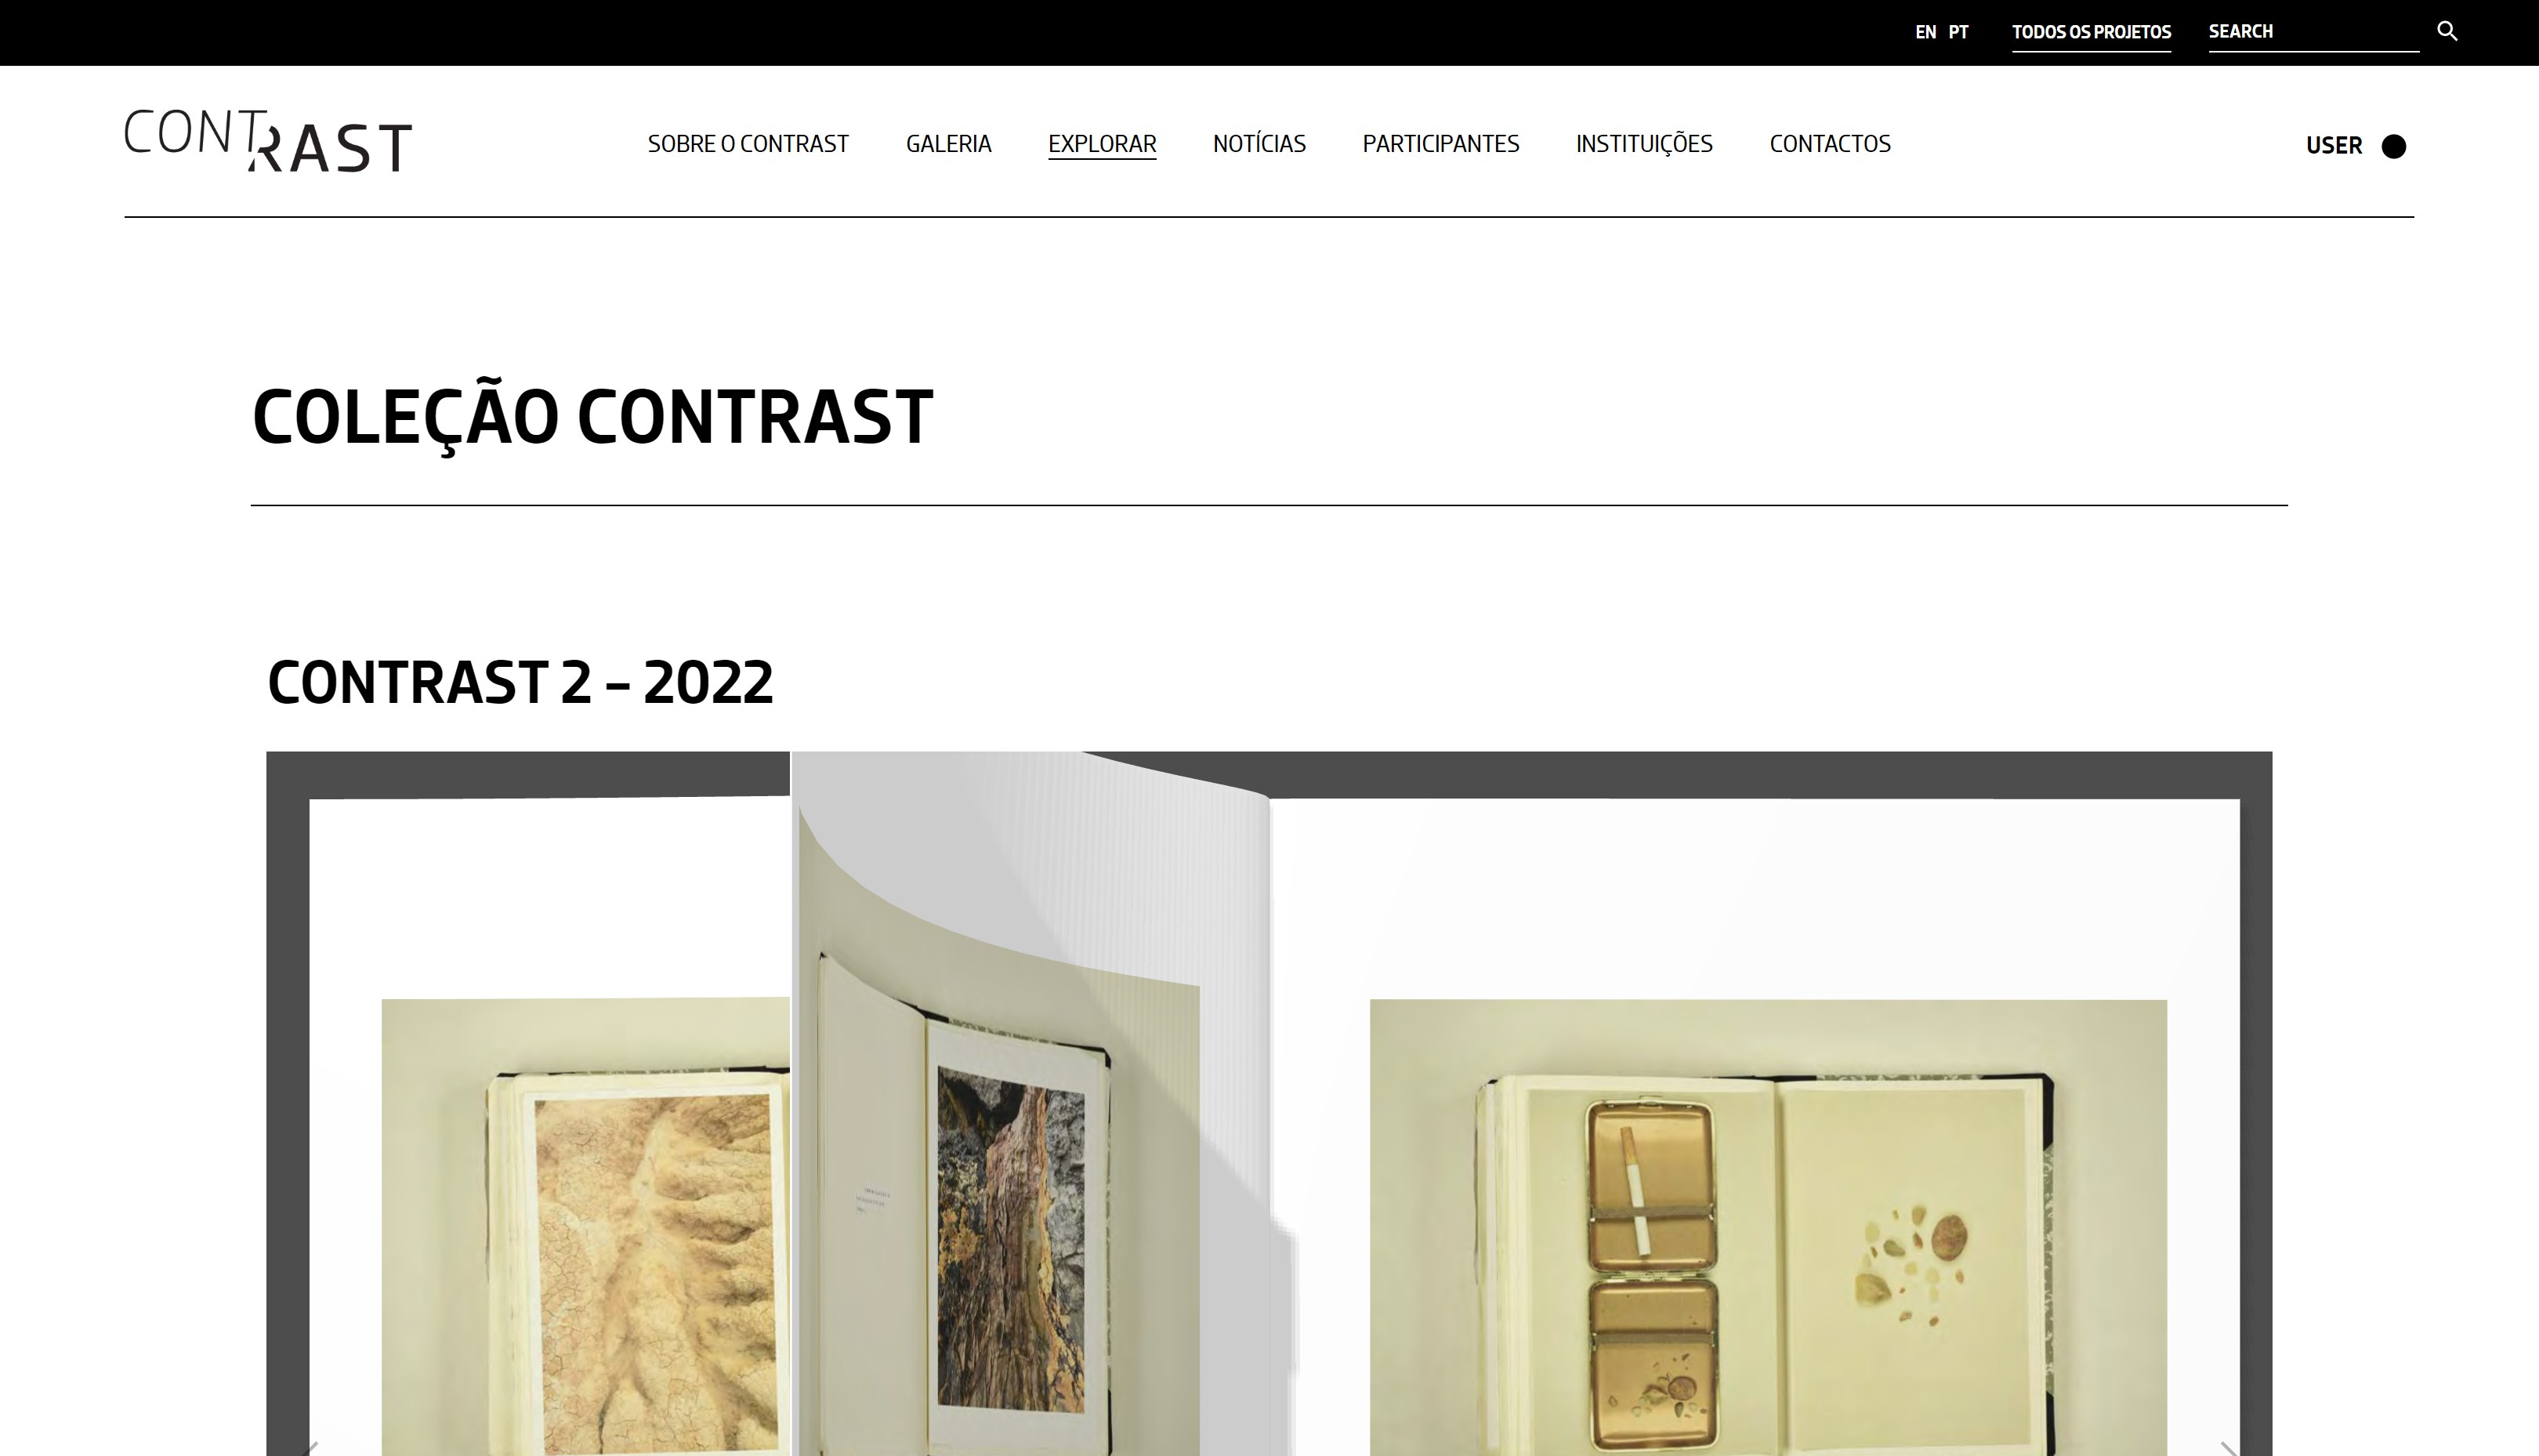 EN PT TODOS OS PROJETOS SEARCH
CONTRAST
SOBRE O CONTRAST GALERIA EXPLORAR NOTÍCIAS PARTICIPANTES INSTITUIÇÕES CONTACTOS USER
COLEÇÃO CONTRAST
CONTRAST 2 – 2022